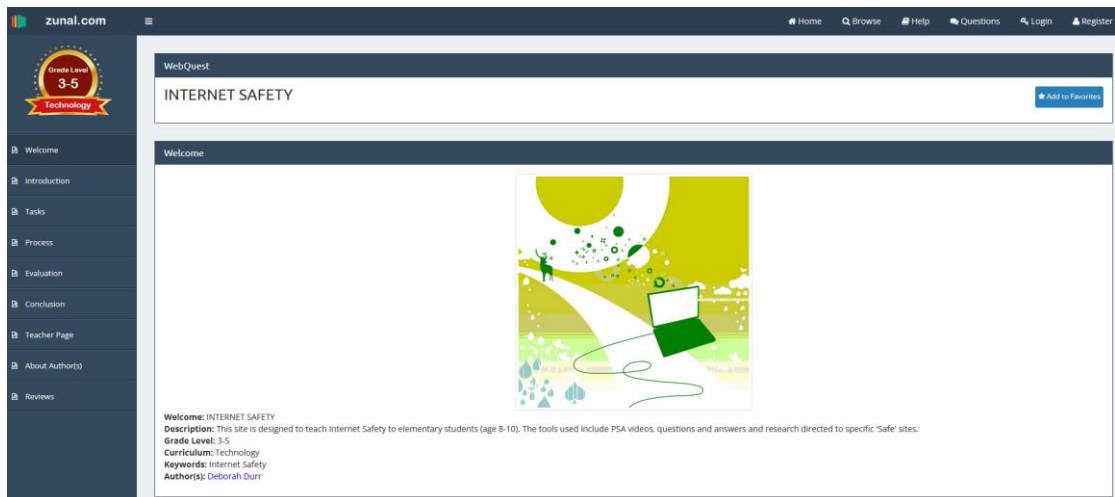 zunal.com
Home Browse Help Questions Login Register
Grade Level
3-5
Technology
WebQuest
INTERNET SAFETY
Add to Favorites
Welcome
Introduction
Tasks
Process
Evaluation
Conclusion
Teacher Page
About Author(s)
Reviews
Welcome
Welcome: INTERNET SAFETY
Description: This site is designed to teach Internet Safety to elementary students (age 8-10). The tools used include PSA videos, questions and answers and research directed to specific 'Safe' sites.
Grade Level: 3-5
Curriculum: Technology
Keywords: Internet Safety
Author(s): Deborah Durr